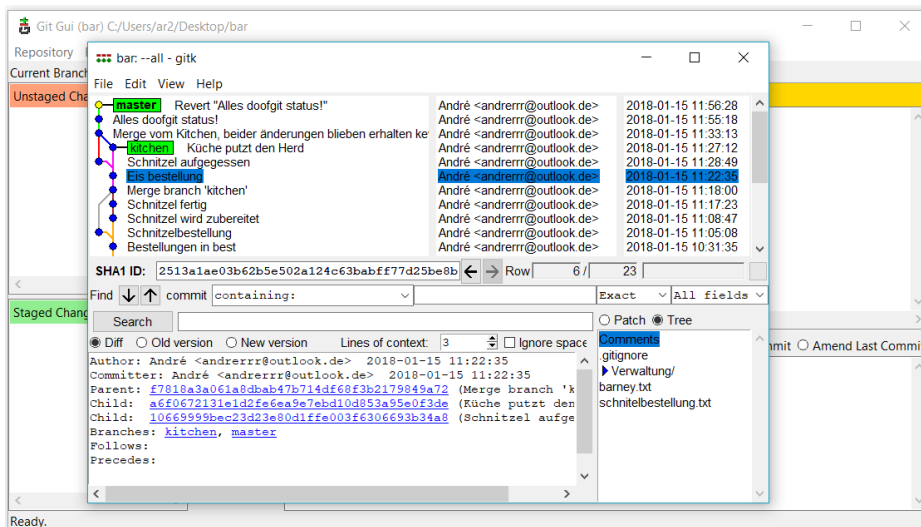 Git Gui (bar) C:/Users/ar2/Desktop/bar
Repository
Current Branch
Unstaged Cha
bar: --all - gitk
File Edit View Help
master Revert "Alles doofgit status!" André <andrerrr@outlook.de> 2018-01-15 11:56:28
Alles doofgit status! André <andrerrr@outlook.de> 2018-01-15 11:55:18
Merge vom Kitchen, beider änderungen blieben erhalten ke André <andrerrr@outlook.de> 2018-01-15 11:33:13
kitchen Küche putzt den Herd André <andrerrr@outlook.de> 2018-01-15 11:27:12
Schnitzel aufgegessen André <andrerrr@outlook.de> 2018-01-15 11:28:49
Eis bestellung André <andrerrr@outlook.de> 2018-01-15 11:22:35
Merge branch 'kitchen' André <andrerrr@outlook.de> 2018-01-15 11:18:00
Schnitzel fertig André <andrerrr@outlook.de> 2018-01-15 11:17:23
Schnitzel wird zubereitet André <andrerrr@outlook.de> 2018-01-15 11:08:47
Schnitzelbestellung André <andrerrr@outlook.de> 2018-01-15 11:05:08
Bestellungen in best André <andrerrr@outlook.de> 2018-01-15 10:31:35
SHA1 ID: 2513a1ae03b62b5e502a124c63babff77d25be8b Row 6 / 23
Find commit containing: Exact All fields
Staged Chang
Search
Patch Tree
Diff Old version New version Lines of context: 3 Ignore space
mmit Amend Last Commi
Author: André <andrerrr@outlook.de> 2018-01-15 11:22:35
Committer: André <andrerrr@outlook.de> 2018-01-15 11:22:35
Parent: f7818a3a061a8dbab47b714df68f3b2179849a72 (Merge branch 'k
Child: a6f0672131e1d2fe6ea9e7ebd10d853a95e0f3de (Küche putzt den
Child: 10669999bec23d23e80d1ffe003f6306693b34a8 (Schnitzel aufge
Branches: kitchen, master
Follows:
Precedes:
Comments
.gitignore
Verwaltung/
barney.txt
schnitelbestellung.txt
Ready.